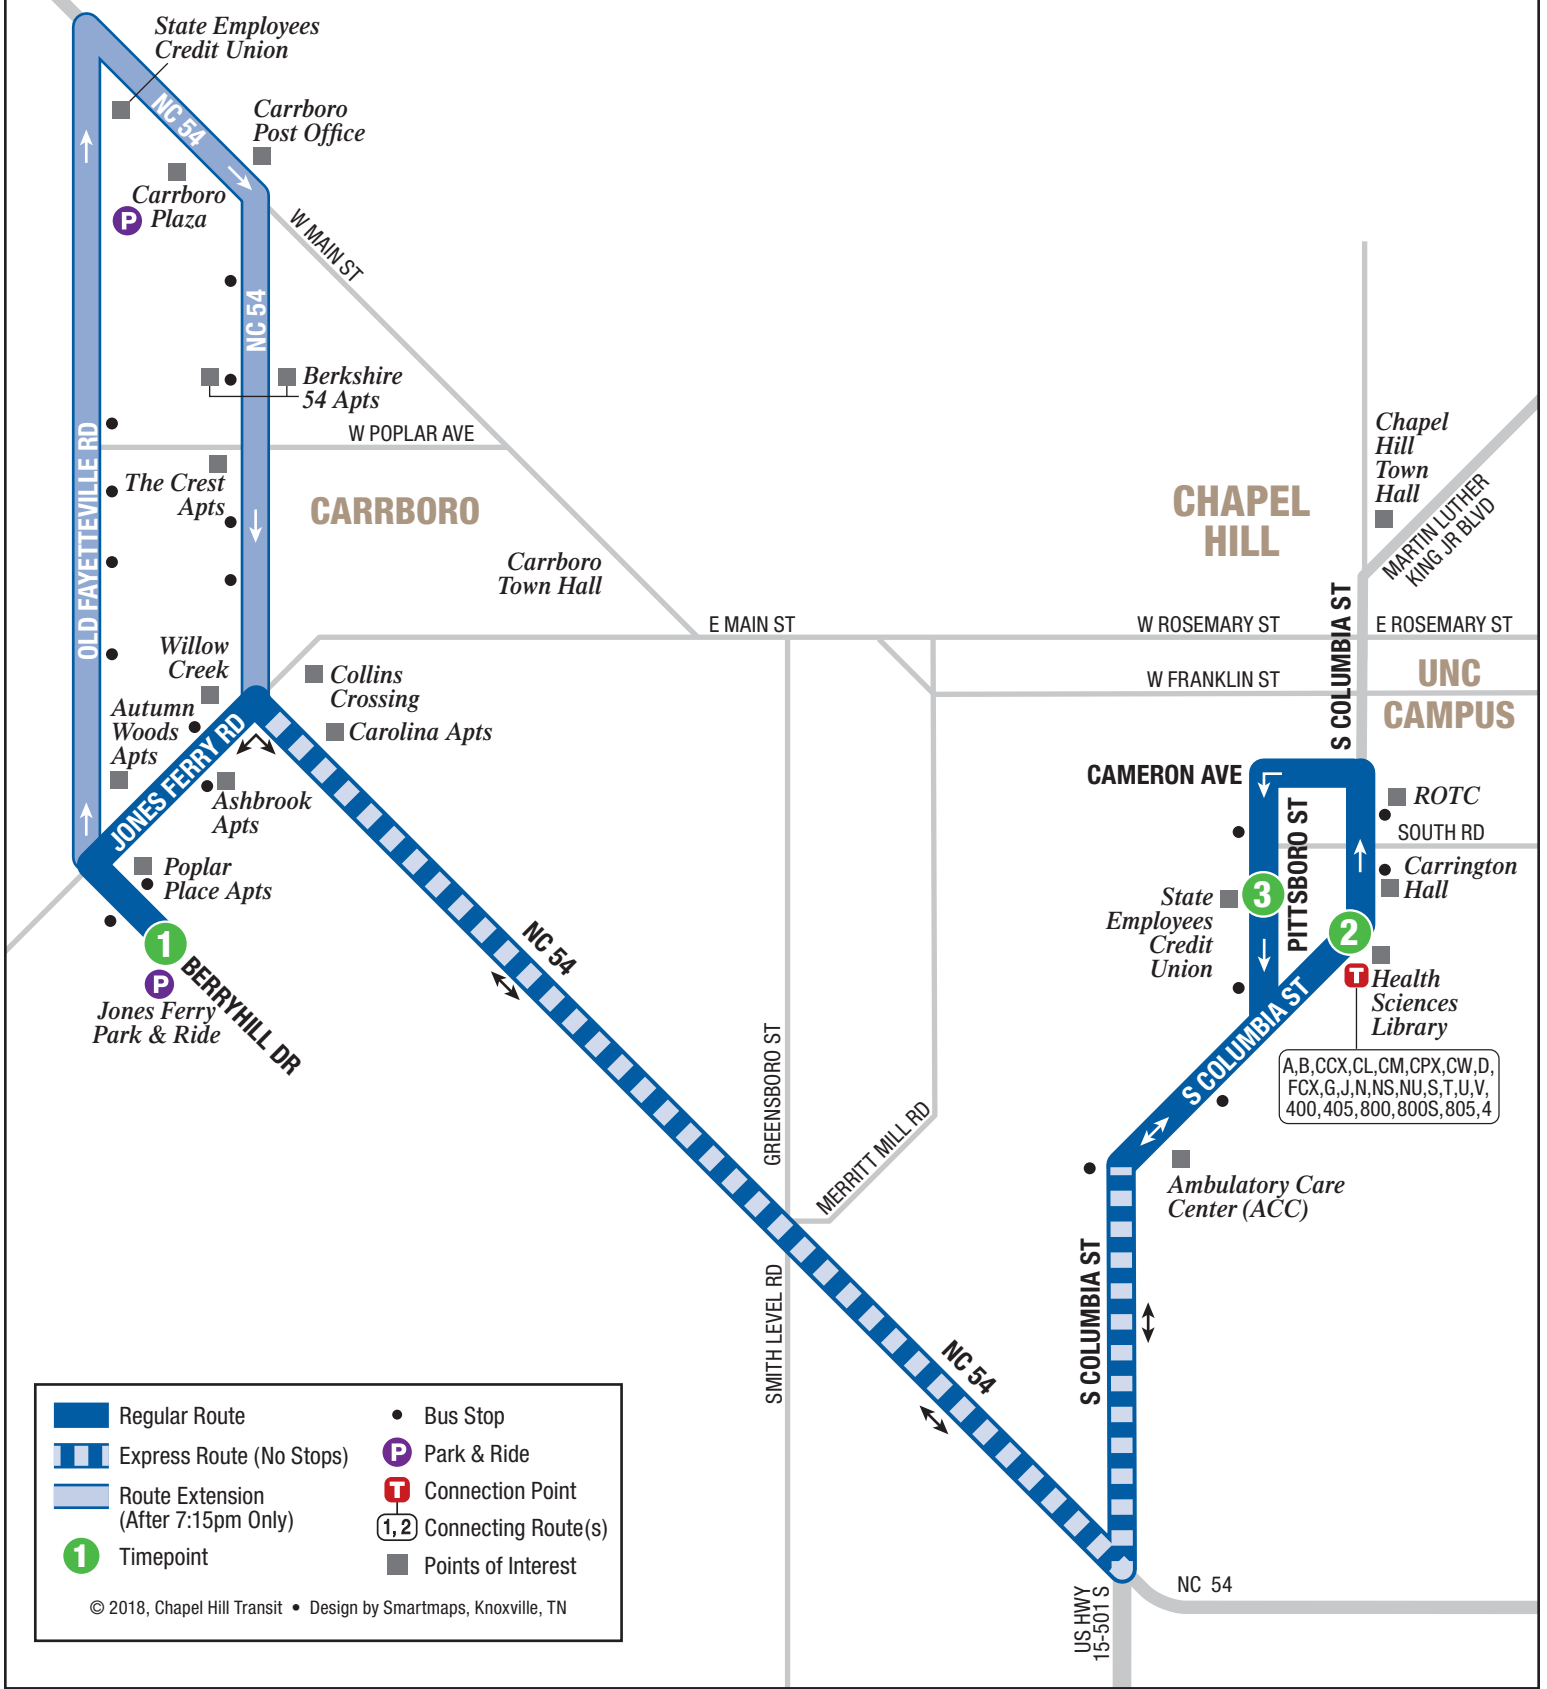 State Employees
Credit Union
NC 54
Carrboro
Post Office
Carrboro
Plaza
P
W MAIN ST
NC 54
Berkshire
54 Apts
W POPLAR AVE
OLD FAYETTEVILLE RD
The Crest
Apts
CARRBORO
Carrboro
Town Hall
CHAPEL
HILL
Chapel
Hill
Town
Hall
MARTIN LUTHER
KING JR BLVD
S COLUMBIA ST
E MAIN ST
W ROSEMARY ST
E ROSEMARY ST
W FRANKLIN ST
UNC
CAMPUS
Willow
Creek
Collins
Crossing
Carolina Apts
Autumn
Woods
Apts
JONES FERRY RD
Ashbrook
Apts
Poplar
Place Apts
1
P
BERRYHILL DR
Jones Ferry
Park & Ride
NC 54
CAMERON AVE
PITTSBORO ST
ROTC
SOUTH RD
Carrington
Hall
State
Employees
Credit
Union
3
2
T
Health
Sciences
Library
A,B,CCX,CL,CM,CPX,CW,D,
FCX,G,J,N,NS,NU,S,T,U,V,
400,405,800,800S,805,4
S COLUMBIA ST
GREENSBORO ST
MERRITT MILL RD
Ambulatory Care
Center (ACC)
S COLUMBIA ST
SMITH LEVEL RD
NC 54
US HWY
15-501 S
NC 54
Regular Route
Express Route (No Stops)
Route Extension
(After 7:15pm Only)
1 Timepoint
Bus Stop
P Park & Ride
T Connection Point
1, 2 Connecting Route(s)
Points of Interest
© 2018, Chapel Hill Transit • Design by Smartmaps, Knoxville, TN